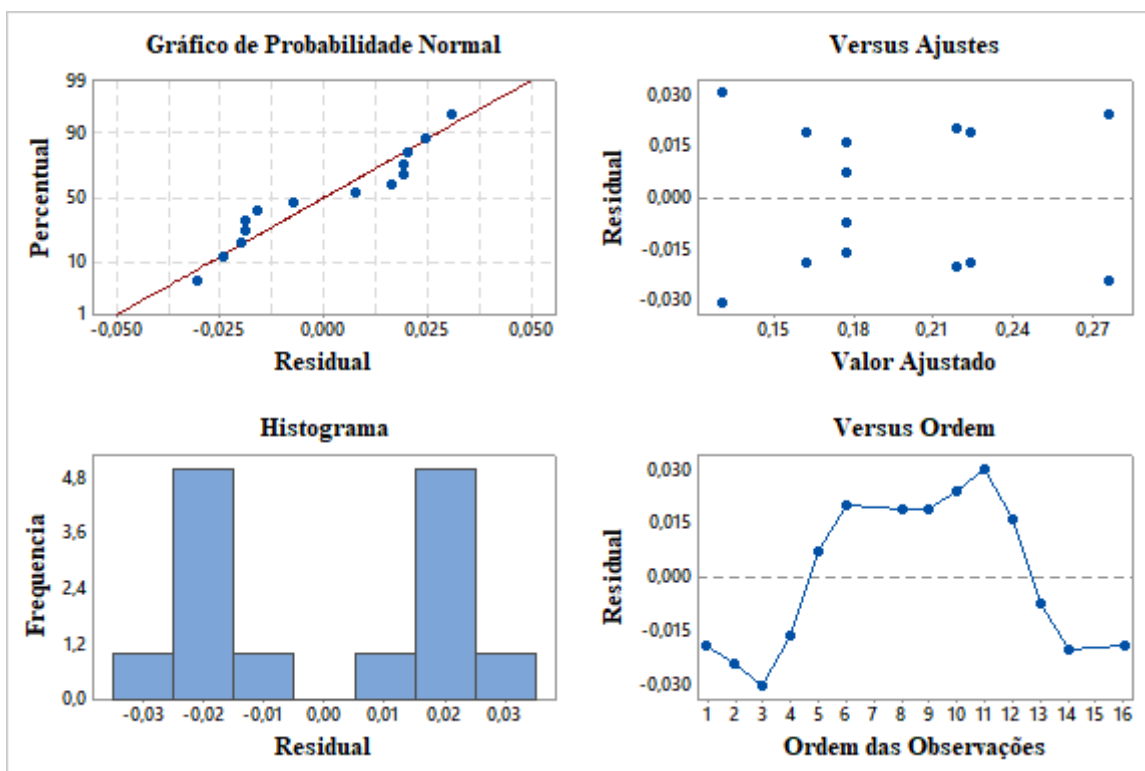 Gráfico de Probabilidade Normal
99
90
50
10
1
Percentual
-0,050 -0,025 0,000 0,025 0,050
Residual
Versus Ajustes
0,030
0,015
0,000
-0,015
-0,030
Residual
0,15 0,18 0,21 0,24 0,27
Valor Ajustado
Histograma
4,8
3,6
2,4
1,2
0,0
Frequencia
-0,03 -0,02 -0,01 0,00 0,01 0,02 0,03
Residual
Versus Ordem
0,030
0,015
0,000
-0,015
-0,030
Residual
1 2 3 4 5 6 7 8 9 10 11 12 13 14 15 16
Ordem das Observações